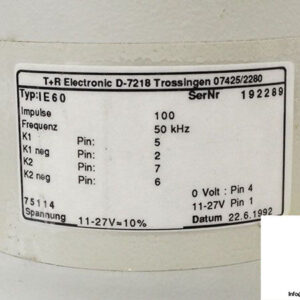 T+R Electronic D-7218 Trossingen 07425/2280
Typ: IE60 SerNr 192289
Impulse 100
Frequenz 50 kHz
K1 Pin: 5
K1 neg Pin: 2
K2 Pin: 7
K2 neg Pin: 6
0 Volt : Pin 4
75114 11-27V Pin 1
Spannung 11-27V=10% Datum 22.6.1992